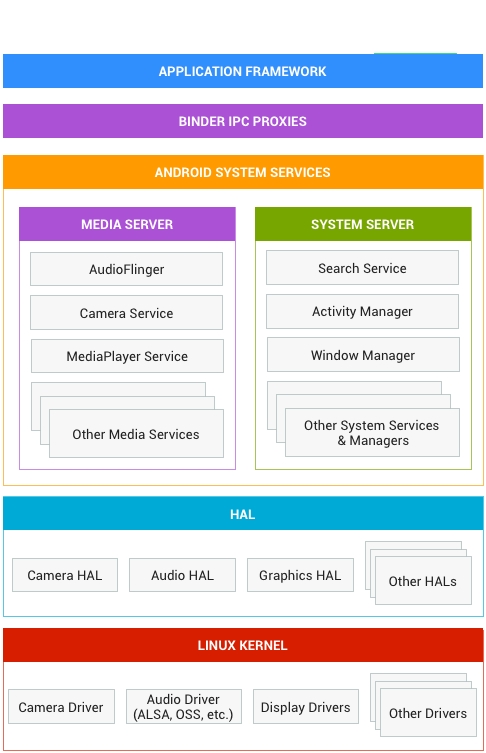 APPLICATION FRAMEWORK
BINDER IPC PROXIES
ANDROID SYSTEM SERVICES
MEDIA SERVER
AudioFlinger
Camera Service
MediaPlayer Service
Other Media Services
SYSTEM SERVER
Search Service
Activity Manager
Window Manager
Other System Services
& Managers
HAL
Camera HAL
Audio HAL
Graphics HAL
Other HALs
LINUX KERNEL
Camera Driver
Audio Driver
(ALSA, OSS, etc.)
Display Drivers
Other Drivers